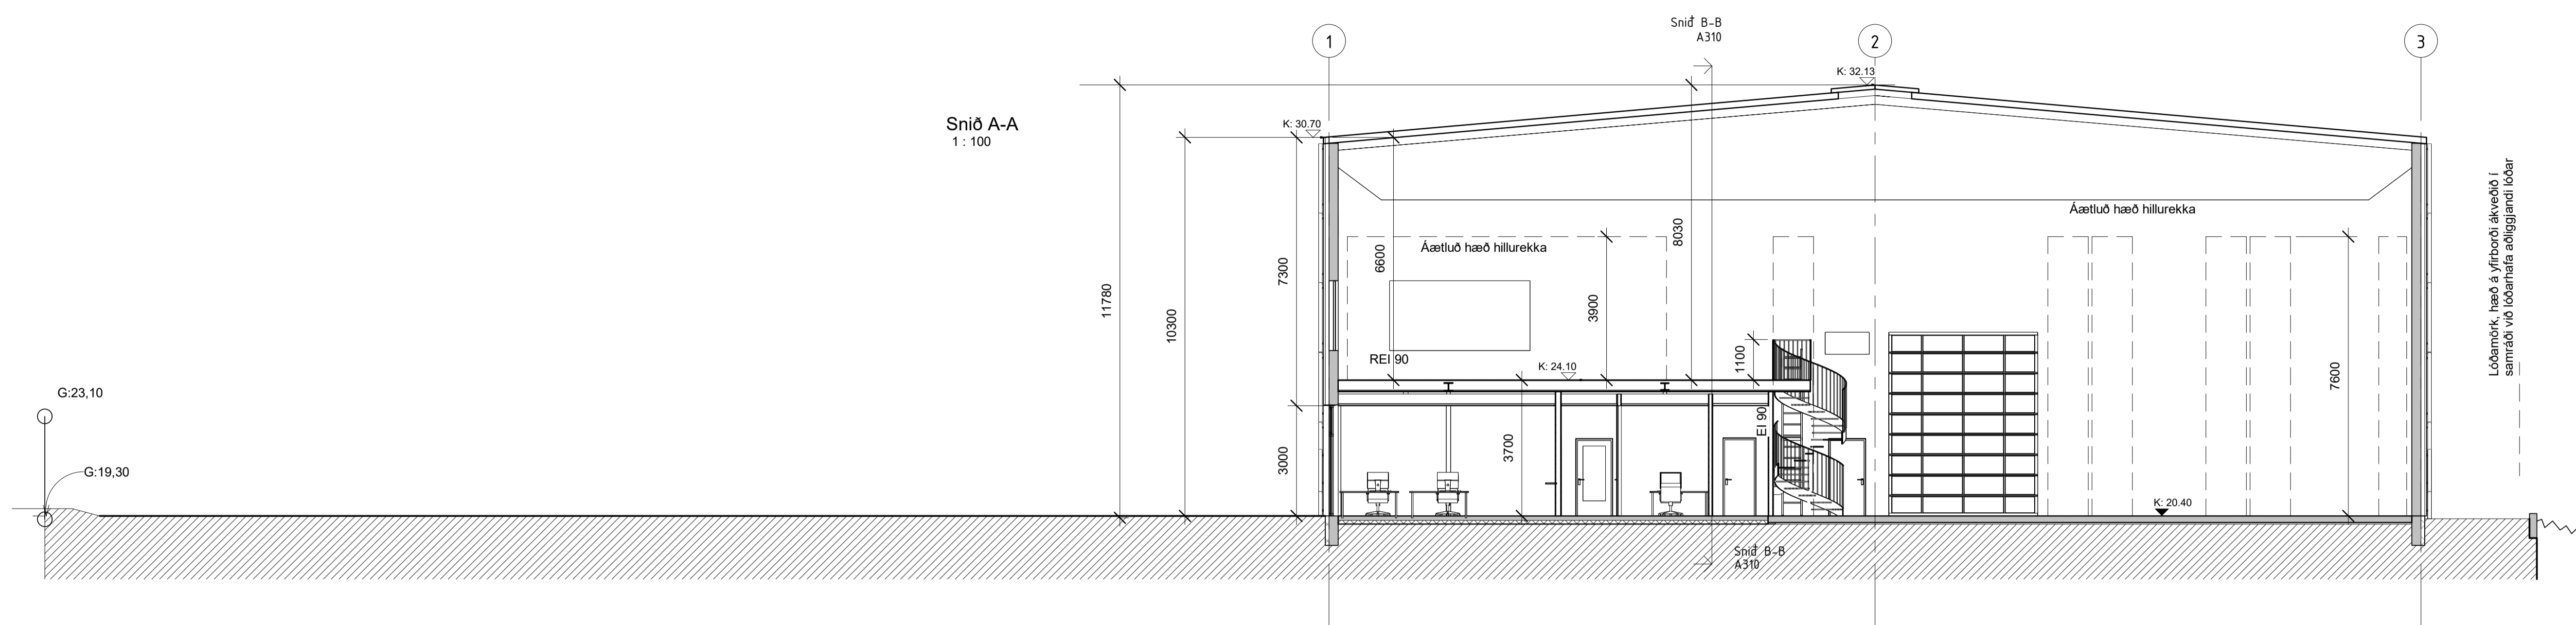 Snið B-B
A310
1
2
3
K: 32.13
Snið A-A
1 : 100
K: 30.70
Áætluð hæð hillurekka
Áætluð hæð hillurekka
Lóðamörk, hæð á yfirborði ákveðið í
samráði við lóðarhafa aðliggjandi lóðar
11780
10300
7300
6600
8030
3900
1100
7600
REI 90
K: 24.10
EI 90
3700
3000
G:23,10
G:19,30
K: 20.40
Snið B-B
A310